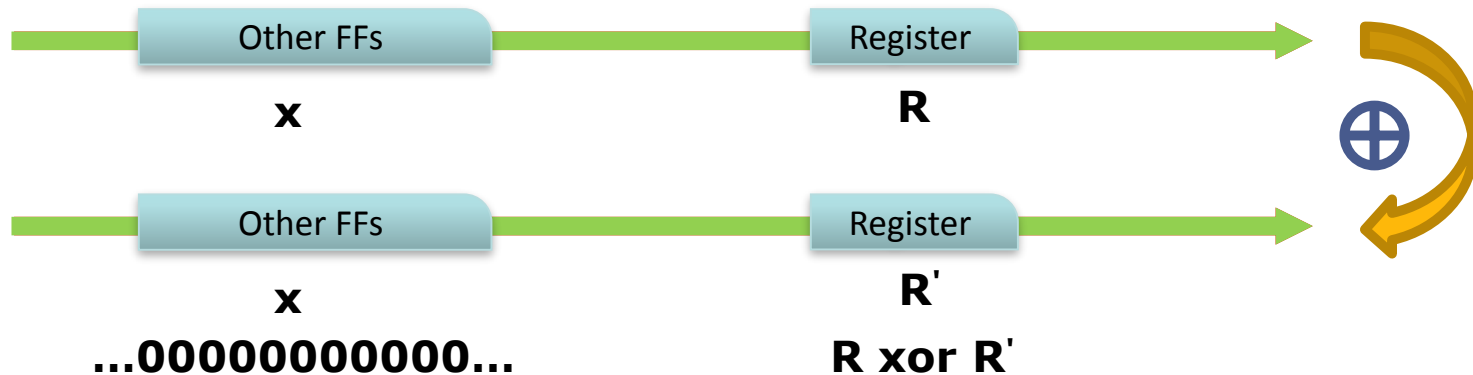 Other FFs Register
x R
Other FFs Register
x R'
...00000000000... R xor R'